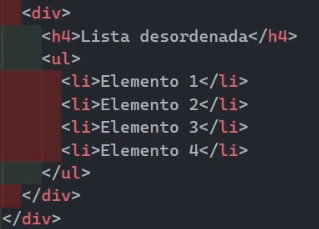 <div>
<h4>Lista desordenada</h4>
<ul>
<li>Elemento 1</li>
<li>Elemento 2</li>
<li>Elemento 3</li>
<li>Elemento 4</li>
</ul>
</div>
</div>